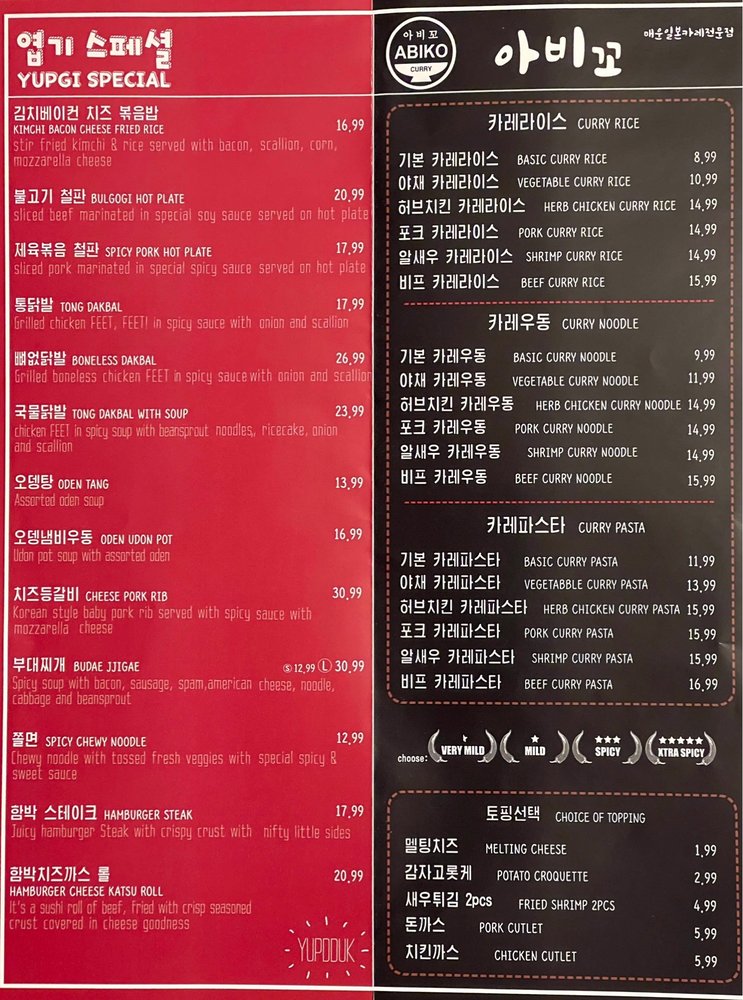 엽기 스페셜
YUPGI SPECIAL
김치베이컨 치즈 볶음밥
KIMCHI BACON CHEESE FRIED RICE 16,99
stir fried kimchi & rice served with bacon, scallion, corn,
mozzarella cheese
불고기 철판 BULGOGI HOT PLATE 20,99
sliced beef marinated in special soy sauce served on hot plate
제육볶음 철판 SPICY PORK HOT PLATE 17,99
sliced pork marinated in special spicy sauce served on hot plate
통닭발 TONG DAKBAL 17,99
Grilled chicken FEET, FEET! in spicy sauce with onion and scallion
뼈없닭발 BONELESS DAKBAL 26,99
Grilled boneless chicken FEET in spicy sauce.with onion and scallion
국물닭발 TONG DAKBAL WITH SOUP 23,99
chicken FEET in spicy soup with beansprout noodles, ricecake, onion
and scallion
오뎅탕 ODEN TANG 13,99
Assorted oden soup
오뎅냄비우동 ODEN UDON POT 16,99
Udon pot soup with assorted oden
치즈등갈비 CHEESE PORK RIB 30,99
Korean style baby pork rib served with spicy sauce with
mozzarella cheese
부대찌개 BUDAE JJIGAE Ⓢ 12,99 Ⓛ 30,99
Spicy soup with bacon, sausage, spam,american cheese, noodle,
cabbage and beansprout
쫄면 SPICY CHEWY NOODLE 12,99
Chewy noodle with tossed fresh veggies with special spicy &
sweet sauce
함박 스테이크 HAMBURGER STEAK 17,99
Juicy hamburger Steak with crispy crust with nifty little sides
함박치즈까스 롤 20,99
HAMBURGER CHEESE KATSU ROLL
It's a sushi roll of beef, fried with crisp seasoned
crust covered in cheese goodness
YUPDDUK
아비꼬
ABIKO
CURRY
아비꼬
매운일본카레전문점
카레라이스 CURRY RICE
기본 카레라이스 BASIC CURRY RICE 8,99
야채 카레라이스 VEGETABLE CURRY RICE 10,99
허브치킨 카레라이스 HERB CHICKEN CURRY RICE 14,99
포크 카레라이스 PORK CURRY RICE 14,99
알새우 카레라이스 SHRIMP CURRY RICE 14,99
비프 카레라이스 BEEF CURRY RICE 15,99
카레우동 CURRY NOODLE
기본 카레우동 BASIC CURRY NOODLE 9,99
야채 카레우동 VEGETABLE CURRY NOODLE 11,99
허브치킨 카레우동 HERB CHICKEN CURRY NOODLE 14,99
포크 카레우동 PORK CURRY NOODLE 14,99
알새우 카레우동 SHRIMP CURRY NOODLE 14,99
비프 카레우동 BEEF CURRY NOODLE 15,99
카레파스타 CURRY PASTA
기본 카레파스타 BASIC CURRY PASTA 11,99
야채 카레파스타 VEGETABBLE CURRY PASTA 13,99
허브치킨 카레파스타 HERB CHICKEN CURRY PASTA 15,99
포크 카레파스타 PORK CURRY PASTA 15,99
알새우 카레파스타 SHRIMP CURRY PASTA 15,99
비프 카레파스타 BEEF CURRY PASTA 16,99
choose: VERY MILD MILD SPICY XTRA SPICY
토핑선택 CHOICE OF TOPPING
멜팅치즈 MELTING CHEESE 1,99
감자고롯케 POTATO CROQUETTE 2,99
새우튀김 2pcs FRIED SHRIMP 2PCS 4,99
돈까스 PORK CUTLET 5,99
치킨까스 CHICKEN CUTLET 5,99